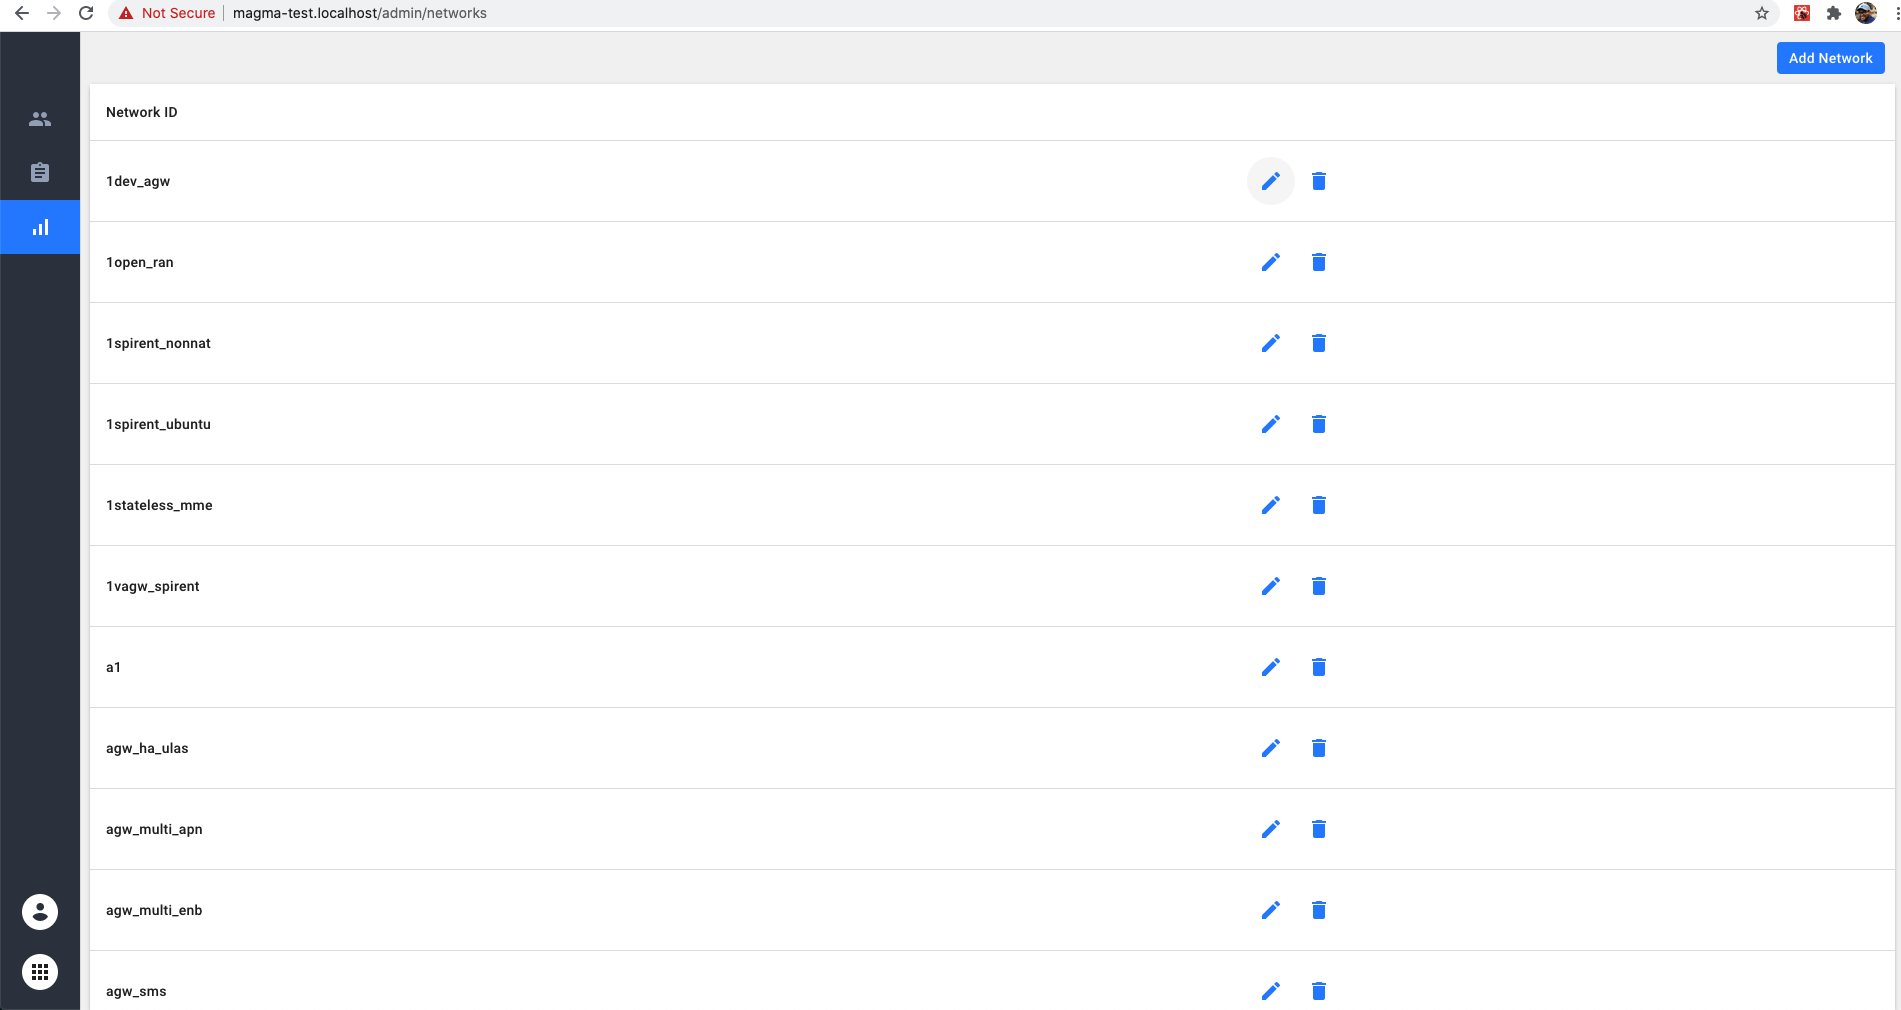 Not Secure magma-test.localhost/admin/networks
Add Network
Network ID
1dev_agw
1open_ran
1spirent_nonnat
1spirent_ubuntu
1stateless_mme
1vagw_spirent
a1
agw_ha_ulas
agw_multi_apn
agw_multi_enb
agw_sms